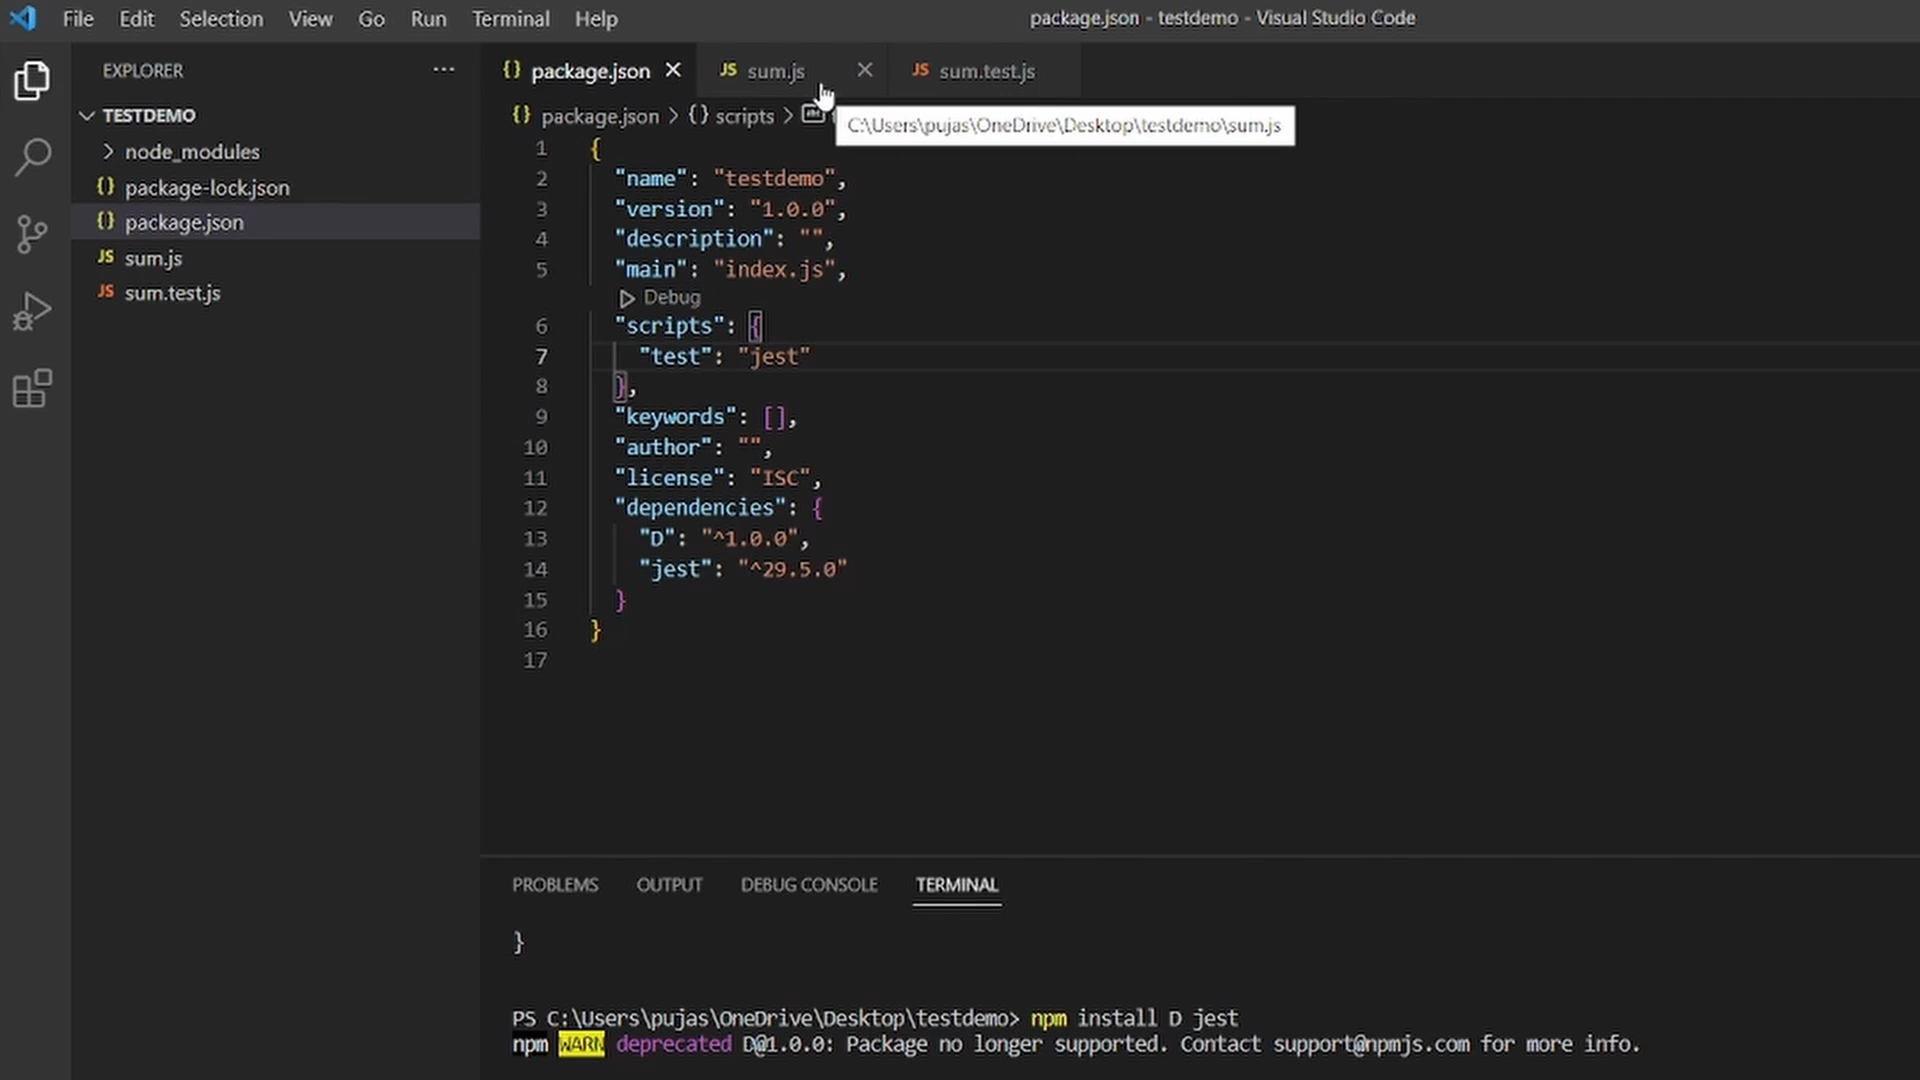 File Edit Selection View Go Run Terminal Help
package.json - testdemo - Visual Studio Code
EXPLORER
TESTDEMO
node_modules
{} package-lock.json
{} package.json
JS sum.js
JS sum.test.js
{} package.json
JS sum.js
JS sum.test.js
{} package.json > {} scripts >
C:\Users\pujas\OneDrive\Desktop\testdemo\sum.js
1 {
2 "name": "testdemo",
3 "version": "1.0.0",
4 "description": "",
5 "main": "index.js",
Debug
6 "scripts": {
7 "test": "jest"
8 },
9 "keywords": [],
10 "author": "",
11 "license": "ISC",
12 "dependencies": {
13 "D": "^1.0.0",
14 "jest": "^29.5.0"
15 }
16 }
17
PROBLEMS OUTPUT DEBUG CONSOLE TERMINAL
}
PS C:\Users\pujas\OneDrive\Desktop\testdemo> npm install D jest
npm WARN deprecated D@1.0.0: Package no longer supported. Contact support@npmjs.com for more info.